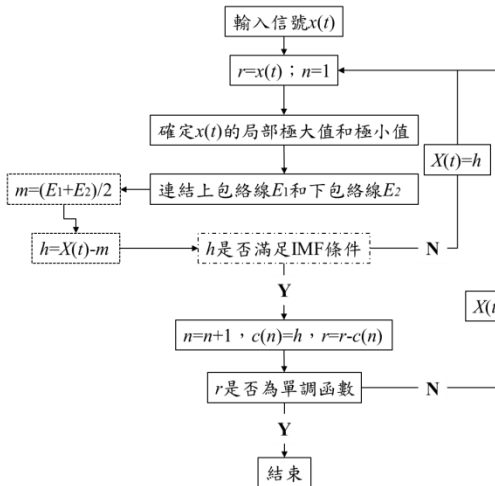 輸入信號x(t)
r=x(t)；n=1
確定x(t)的局部極大值和極小值
X(t)=h
m=(E1+E2)/2
連結上包絡線E1和下包絡線E2
h=X(t)-m
h是否滿足IMF條件
N
Y
X(t
n=n+1，c(n)=h，r=r-c(n)
r是否為單調函數
N
Y
結束